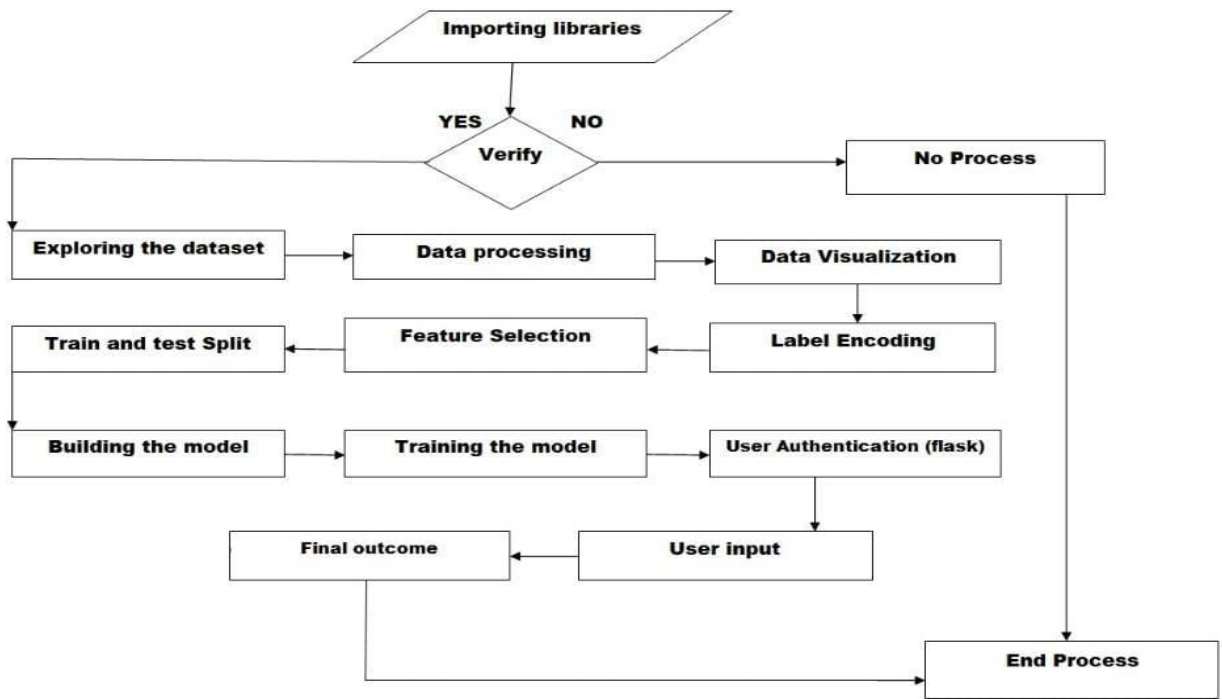 Importing libraries
YES
NO
Verify
No Process
Exploring the dataset
Data processing
Data Visualization
Train and test Split
Feature Selection
Label Encoding
Building the model
Training the model
User Authentication (flask)
Final outcome
User input
End Process